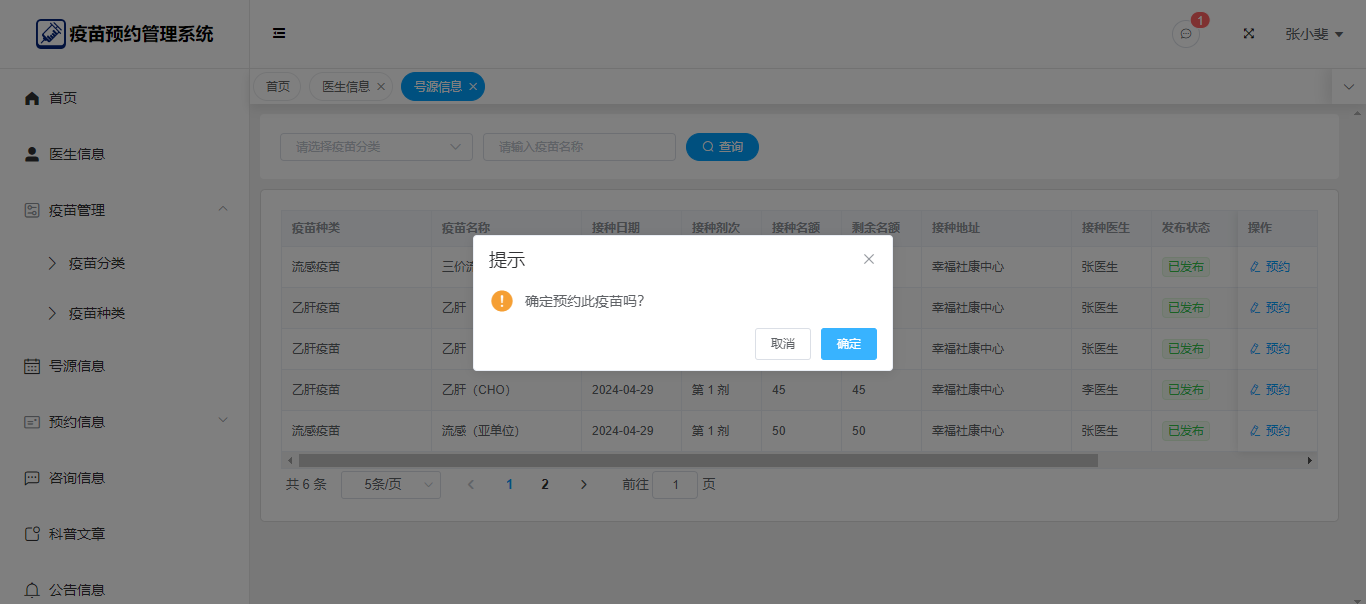 疫苗预约管理系统
1
张小斐
首页
医生信息
号源信息
首页
医生信息
疫苗管理
疫苗分类
疫苗种类
号源信息
预约信息
咨询信息
科普文章
公告信息
请选择疫苗分类
请输入疫苗名称
查询
疫苗种类 疫苗名称 接种日期 接种剂次 接种名额 剩余名额 接种地址 接种医生 发布状态 操作
流感疫苗 三价流 幸福社康中心 张医生 已发布 预约
乙肝疫苗 乙肝 幸福社康中心 张医生 已发布 预约
乙肝疫苗 乙肝 幸福社康中心 张医生 已发布 预约
乙肝疫苗 乙肝（CHO） 2024-04-29 第 1 剂 45 45 幸福社康中心 李医生 已发布 预约
流感疫苗 流感（亚单位） 2024-04-29 第 1 剂 50 50 幸福社康中心 张医生 已发布 预约
共 6 条 5条/页 1 2 前往 1 页
提示
确定预约此疫苗吗?
取消 确定